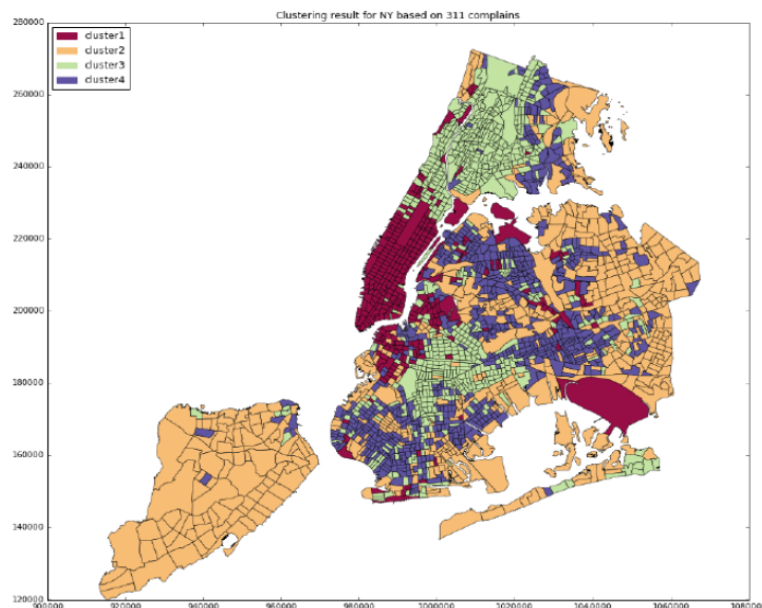 Clustering result for NY based on 311 complains
cluster1
cluster2
cluster3
cluster4
280000
260000
240000
220000
200000
180000
160000
140000
120000
900000 920000 940000 960000 980000 1000000 1020000 1040000 1060000 1080000